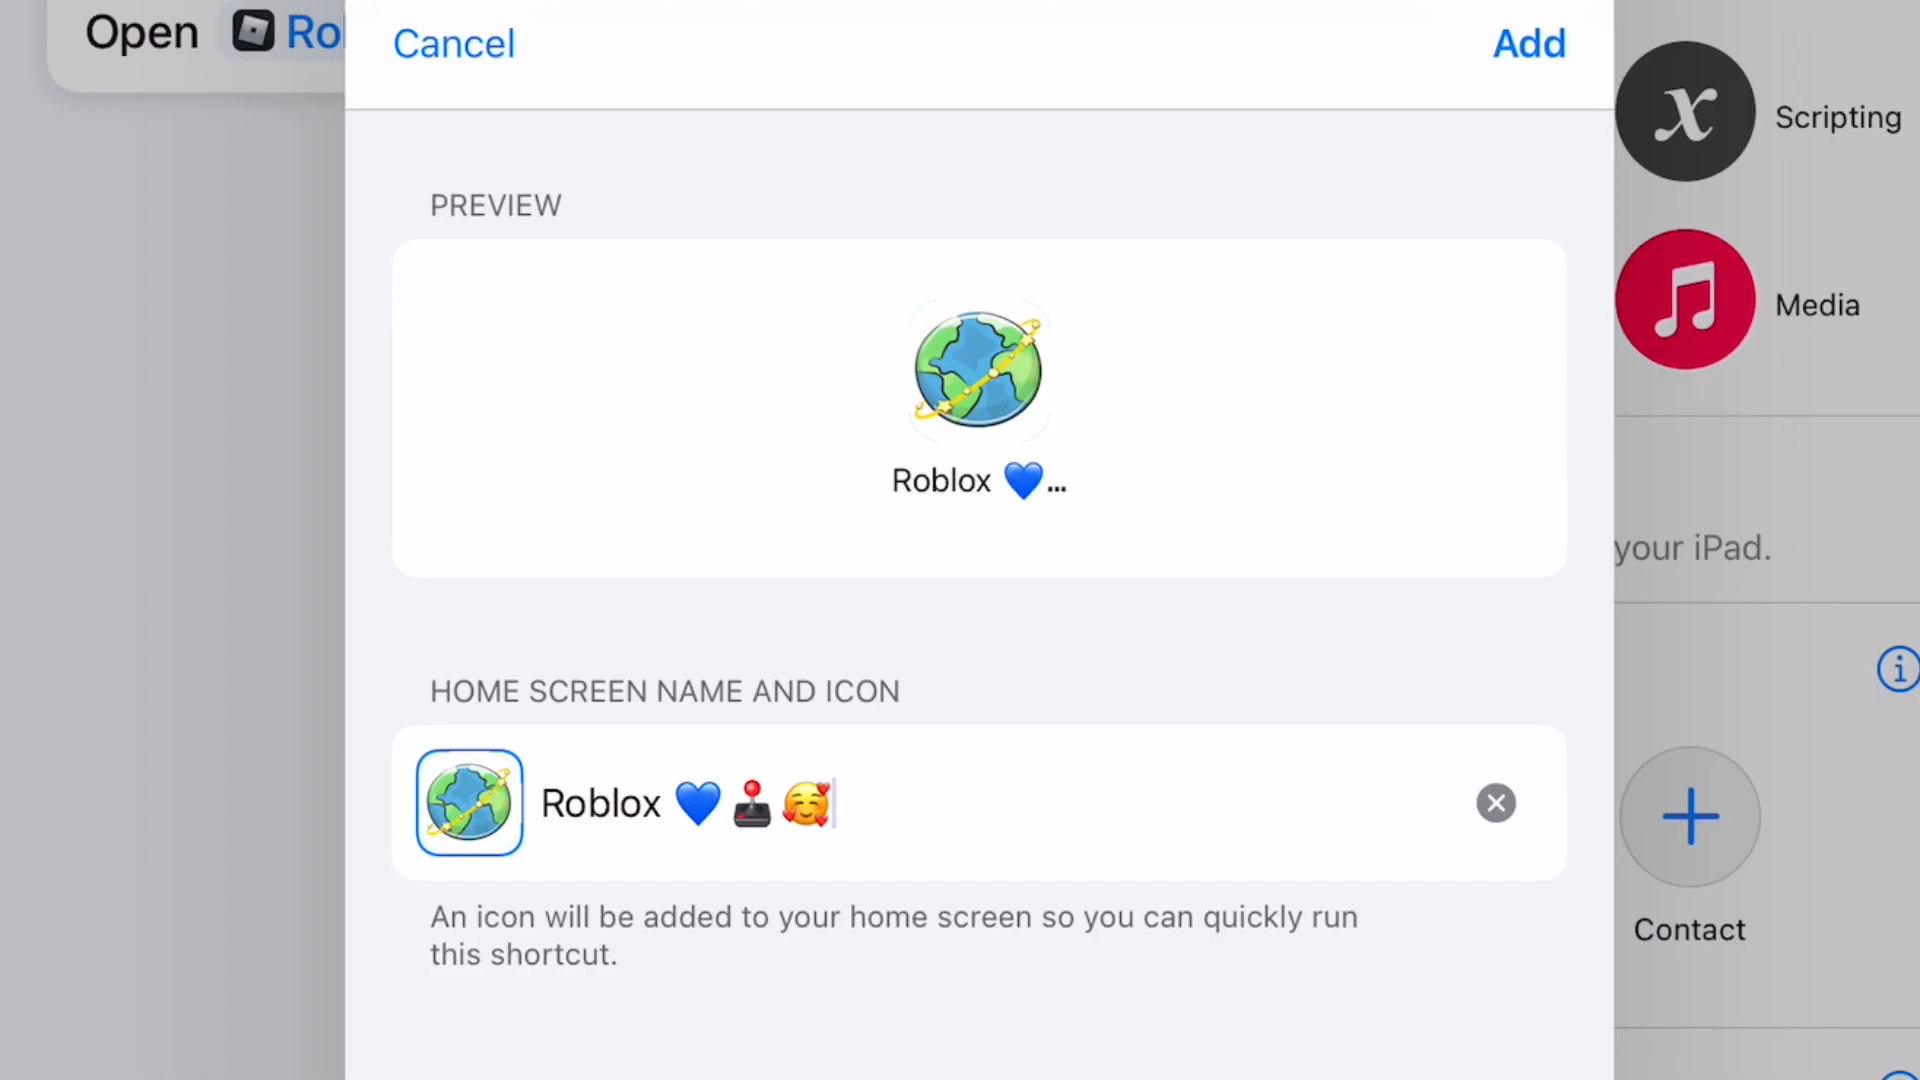 Open Ro
Cancel
Add
Scripting
PREVIEW
Media
Roblox 💙...
your iPad.
HOME SCREEN NAME AND ICON
Roblox 💙🕹️🥰
An icon will be added to your home screen so you can quickly run
this shortcut.
Contact